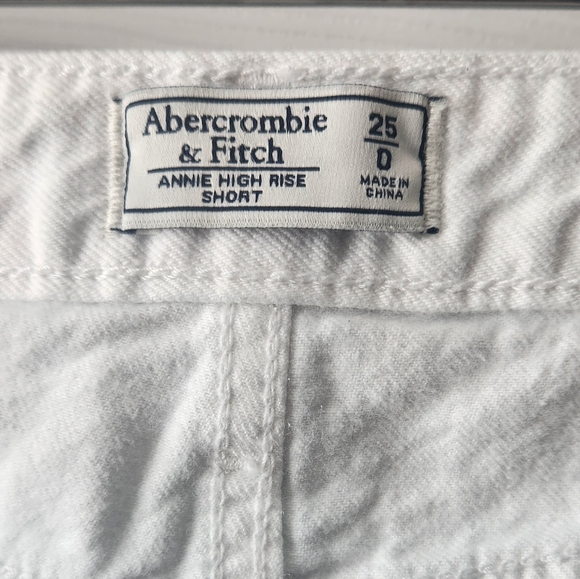 Abercrombie
& Fitch
ANNIE HIGH RISE
SHORT
25
0
MADE IN
CHINA